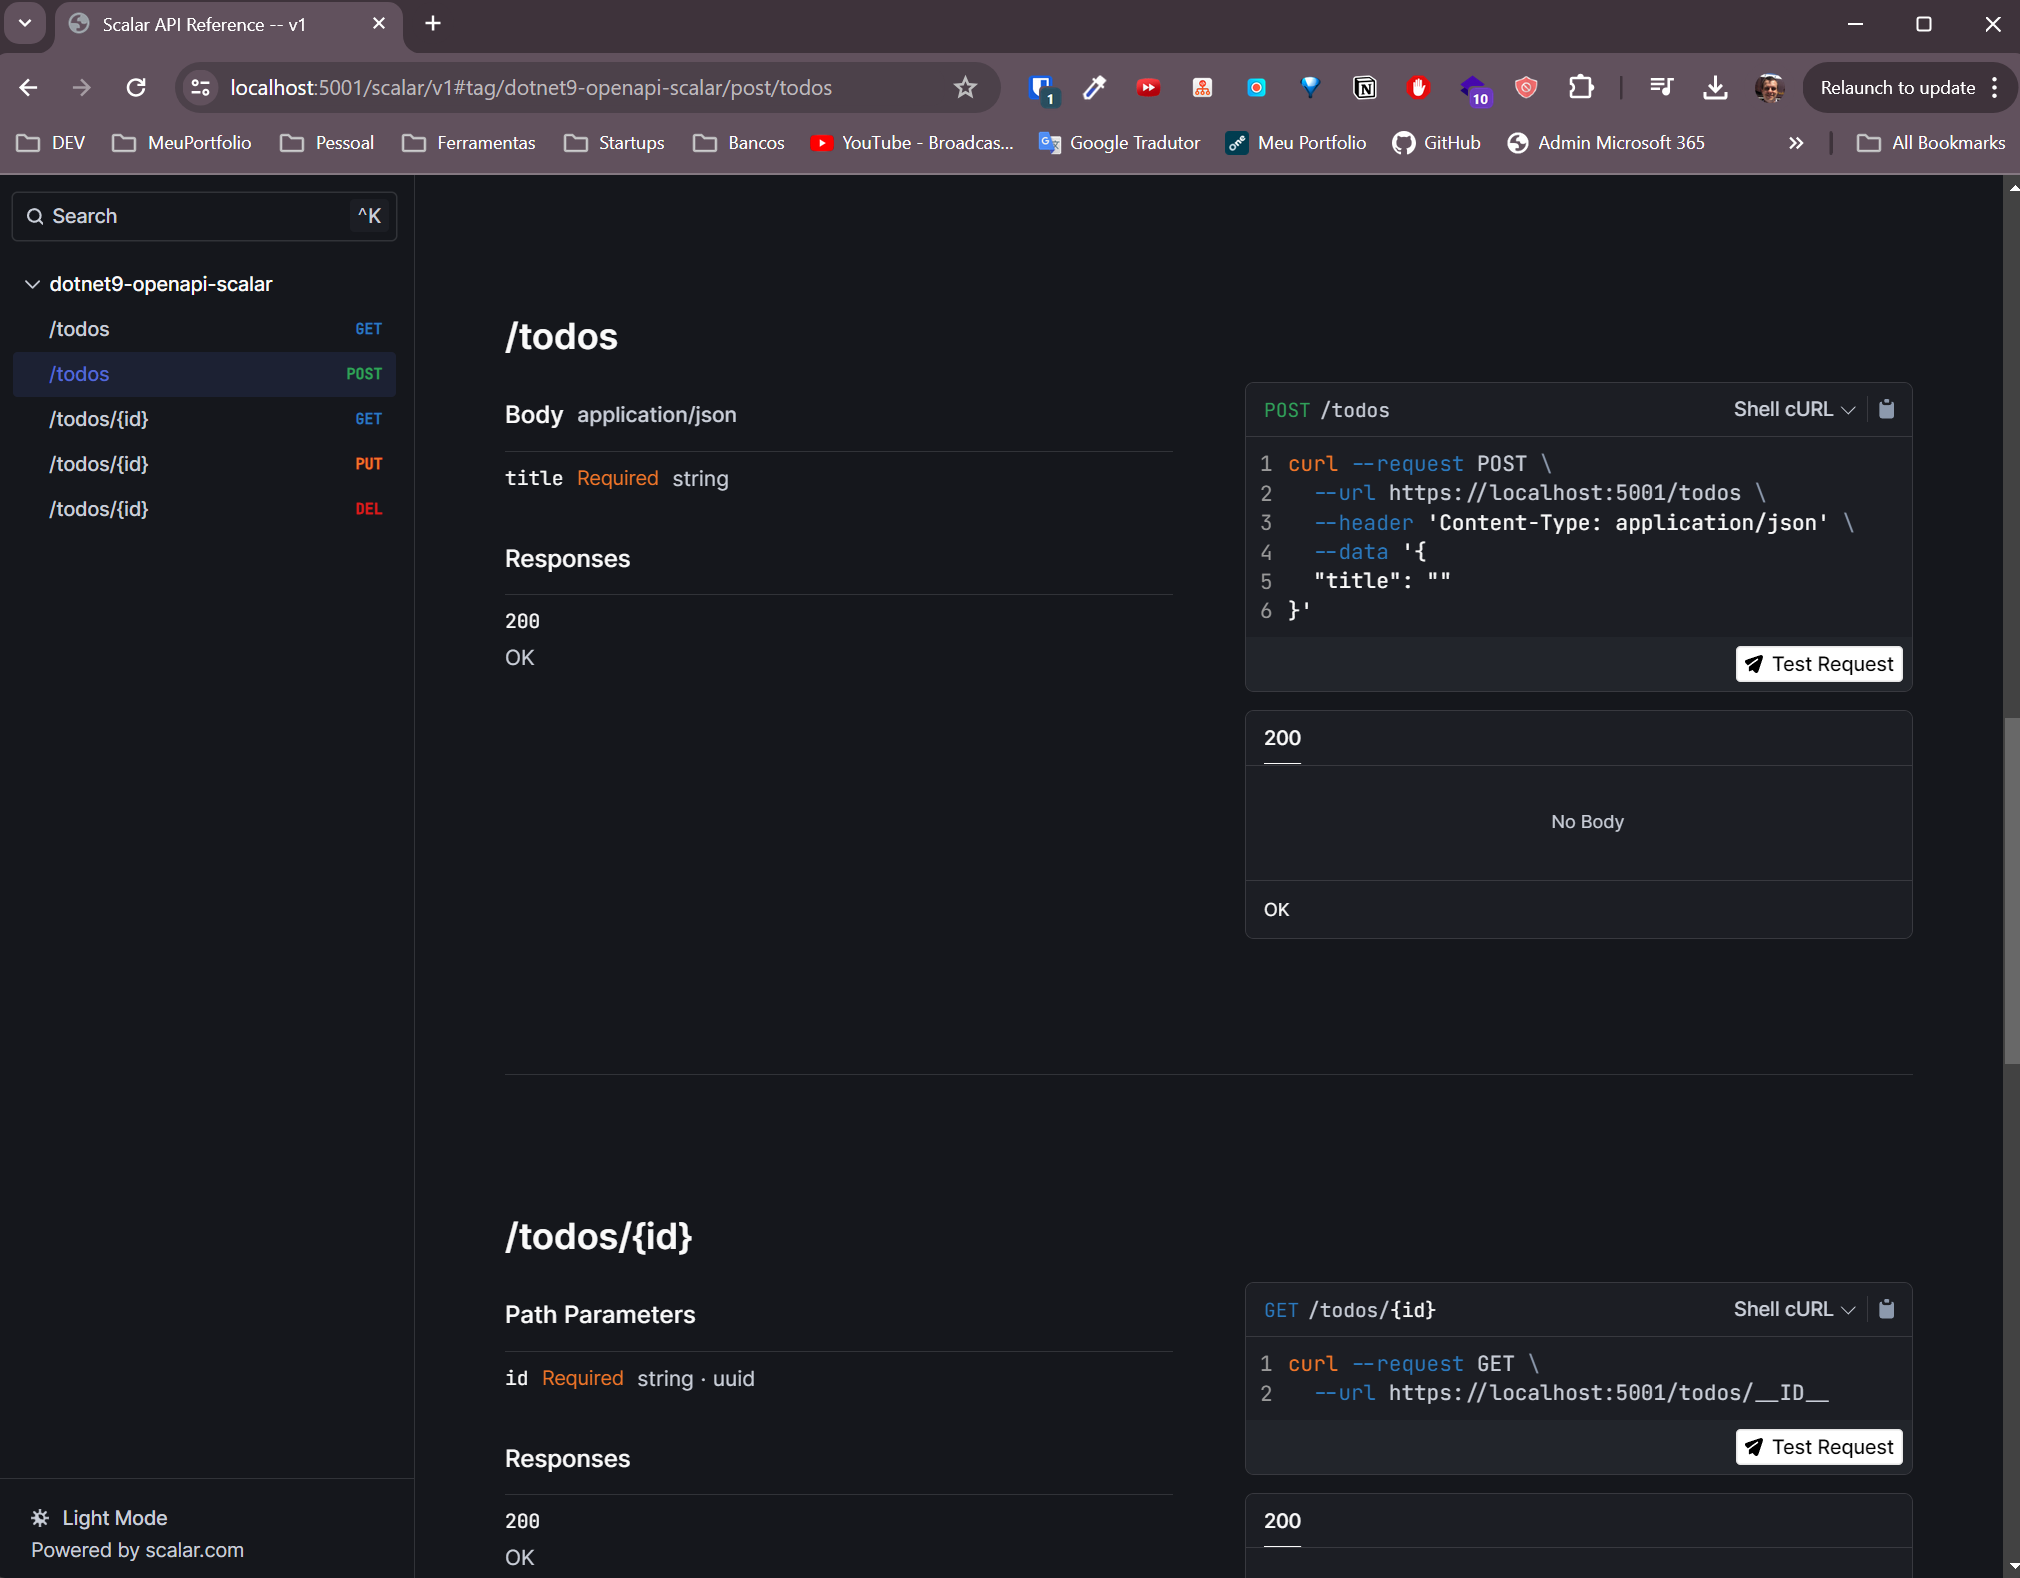 Scalar API Reference -- v1
localhost:5001/scalar/v1#tag/dotnet9-openapi-scalar/post/todos
1
10
Relaunch to update
DEV
MeuPortfolio
Pessoal
Ferramentas
Startups
Bancos
YouTube - Broadcas...
Google Tradutor
Meu Portfolio
GitHub
Admin Microsoft 365
All Bookmarks
Search ^K
dotnet9-openapi-scalar
/todos GET
/todos POST
/todos/{id} GET
/todos/{id} PUT
/todos/{id} DEL
Light Mode
Powered by scalar.com
/todos
Body application/json
title Required string
Responses
200
OK
POST /todos Shell cURL
1 curl --request POST \
2 --url https://localhost:5001/todos \
3 --header 'Content-Type: application/json' \
4 --data '{
5 "title": ""
6 }'
Test Request
200
No Body
OK
/todos/{id}
Path Parameters
id Required string · uuid
Responses
200
OK
GET /todos/{id} Shell cURL
1 curl --request GET \
2 --url https://localhost:5001/todos/__ID__
Test Request
200